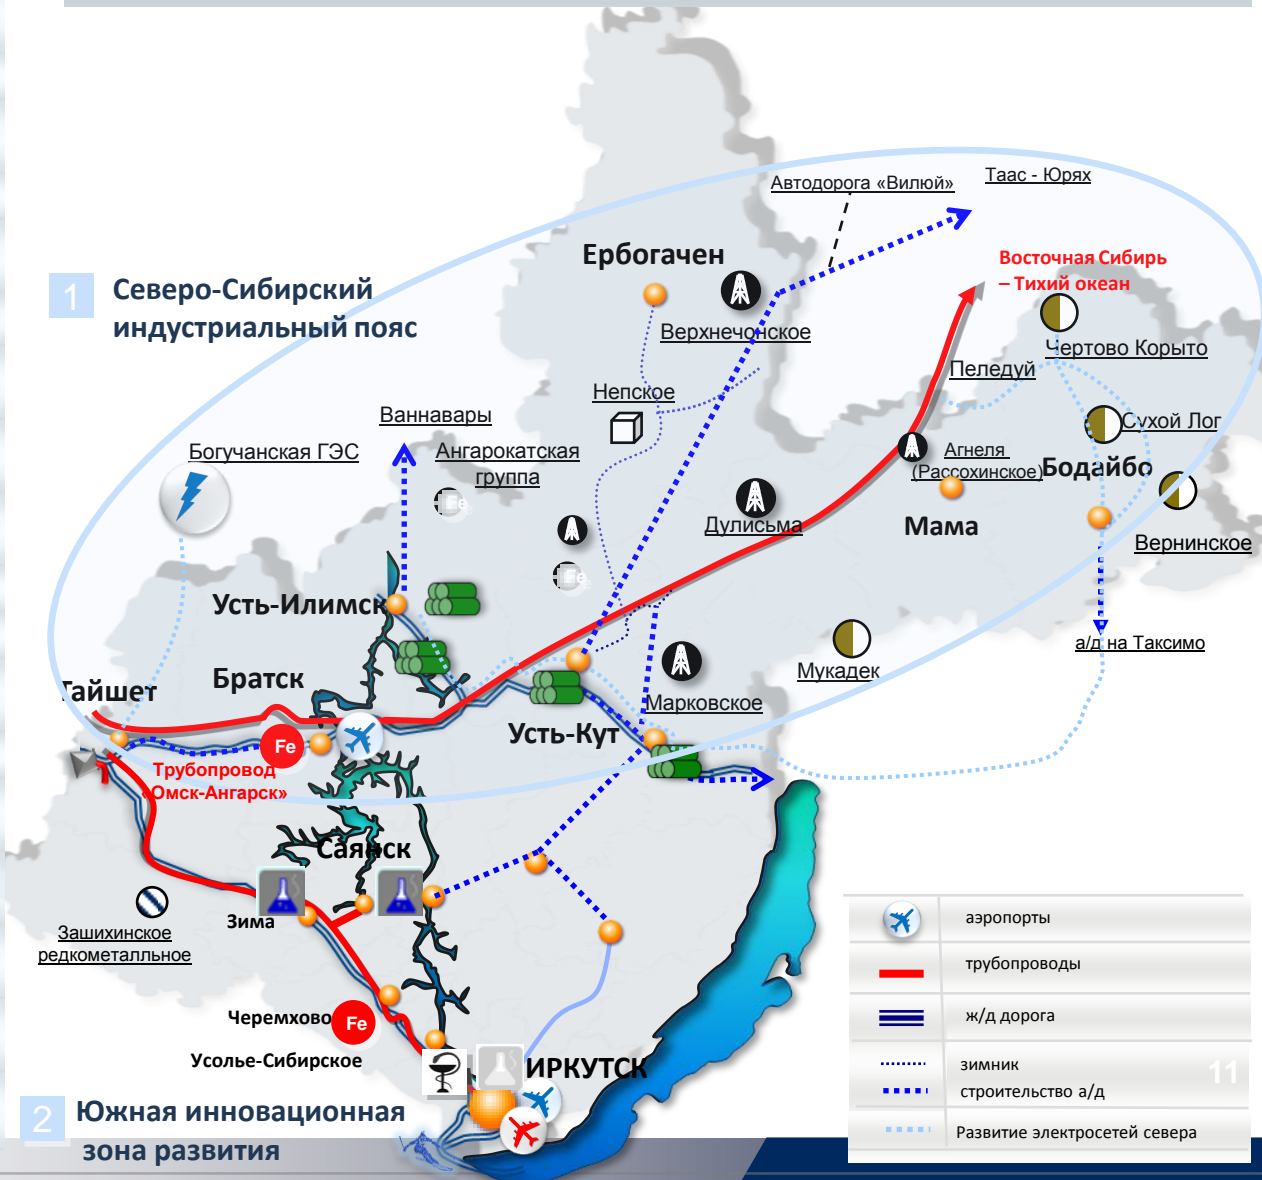 Автодорога «Вилюй»
Таас - Юрях
Ербогачен
Восточная Сибирь
– Тихий океан
1
Северо-Сибирский
индустриальный пояс
Верхнечонское
Чертово Корыто
Пеледуй
Непское
Ваннавары
Сухой Лог
Богучанская ГЭС
Ангарокатская
группа
Агнеля
(Рассохинское)
Бодайбо
Fe
Дулисьма
Мама
Вернинское
Fe
Усть-Илимск
а/д на Таксимо
Мукадек
Тайшет
Братск
Марковское
Усть-Кут
Fe
Трубопровод
«Омск-Ангарск»
Саянск
Зима
Зашихинское
редкометалльное
аэропорты
трубопроводы
Черемхово
Fe
ж/д дорога
Усолье-Сибирское
ИРКУТСК
зимник
11
строительство а/д
2
Южная инновационная
зона развития
Развитие электросетей севера